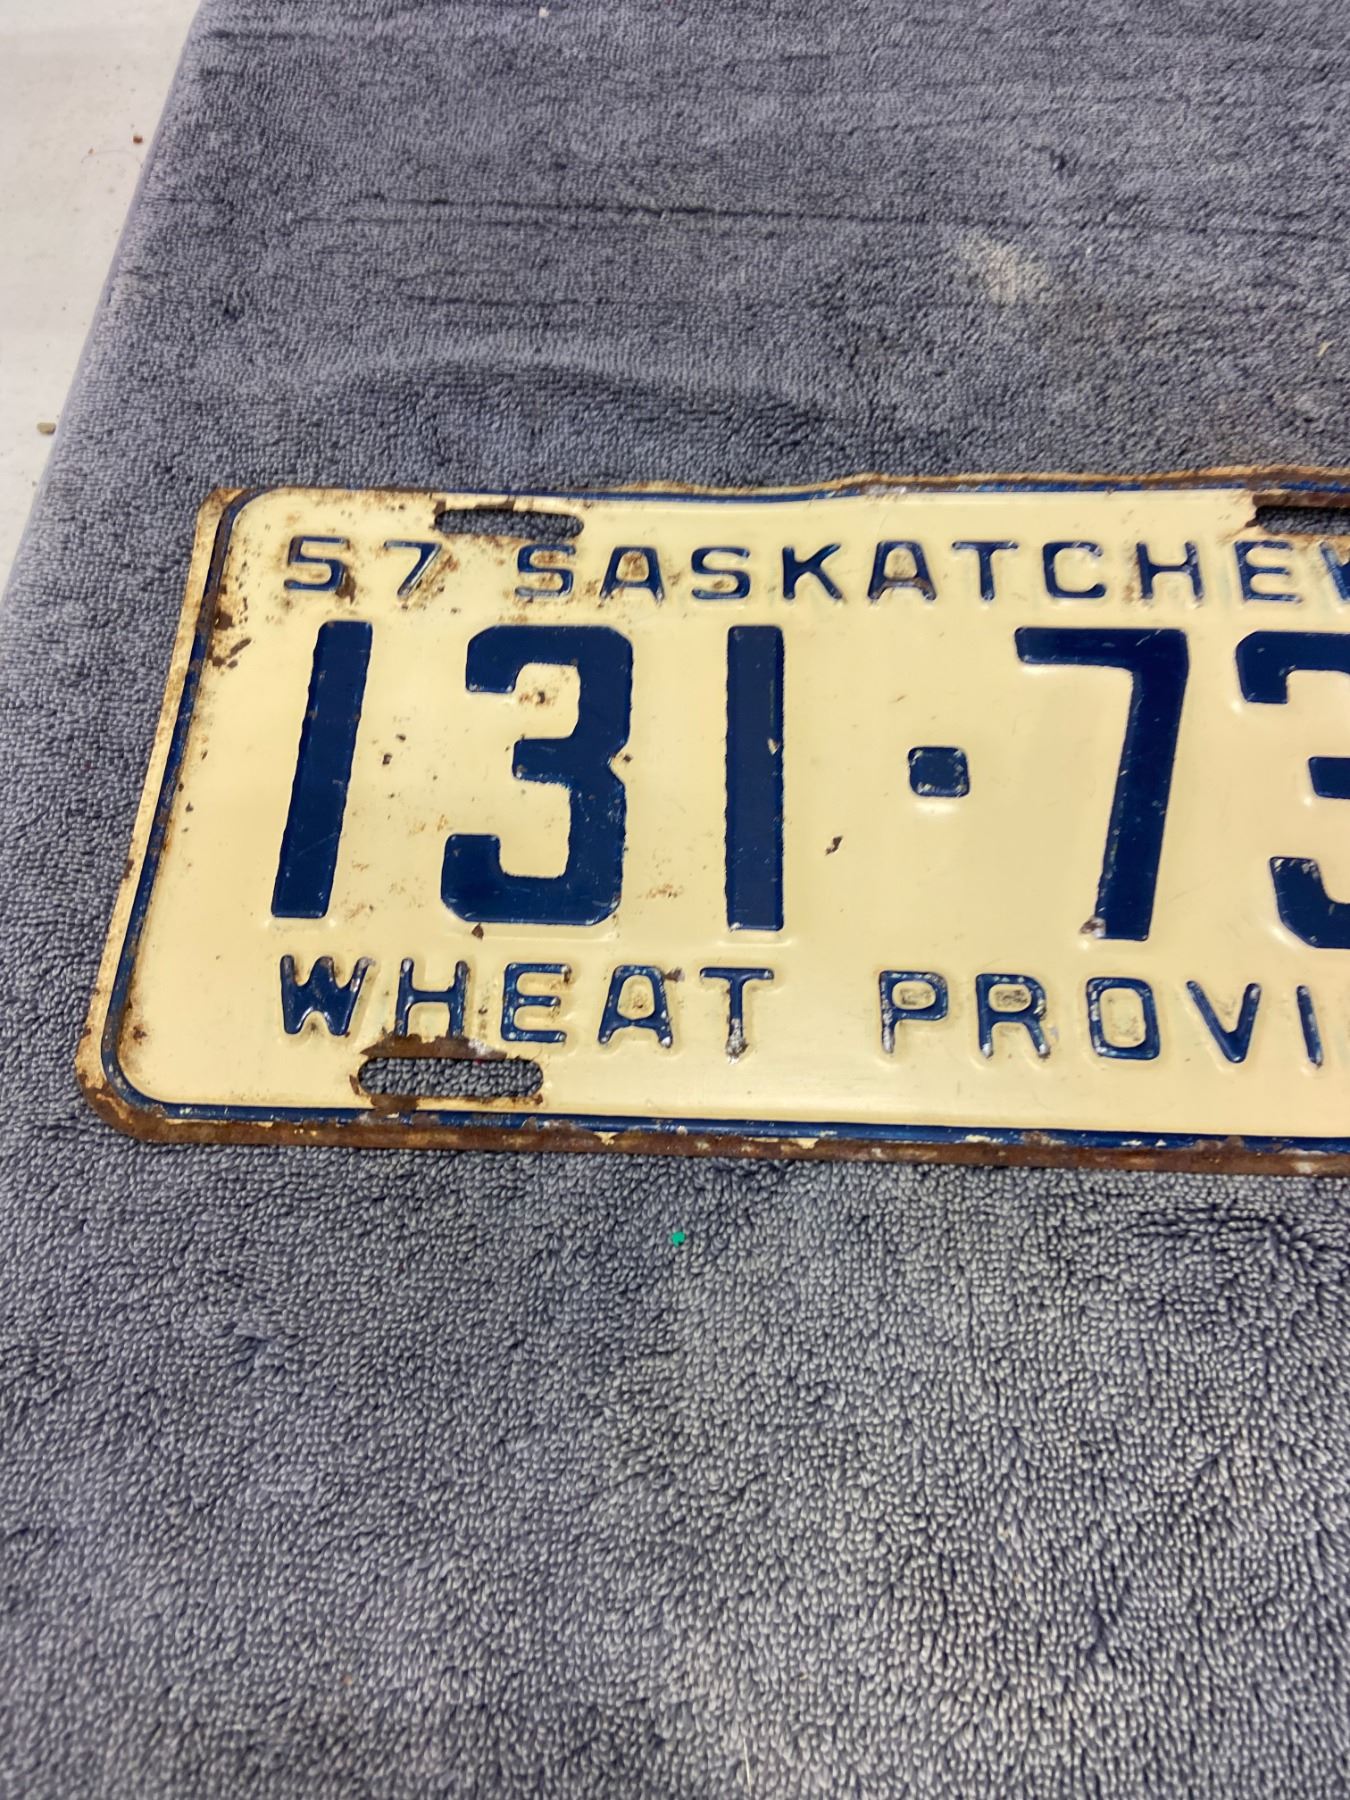 57 SASKATCHEW
131·73
WHEAT PROVI